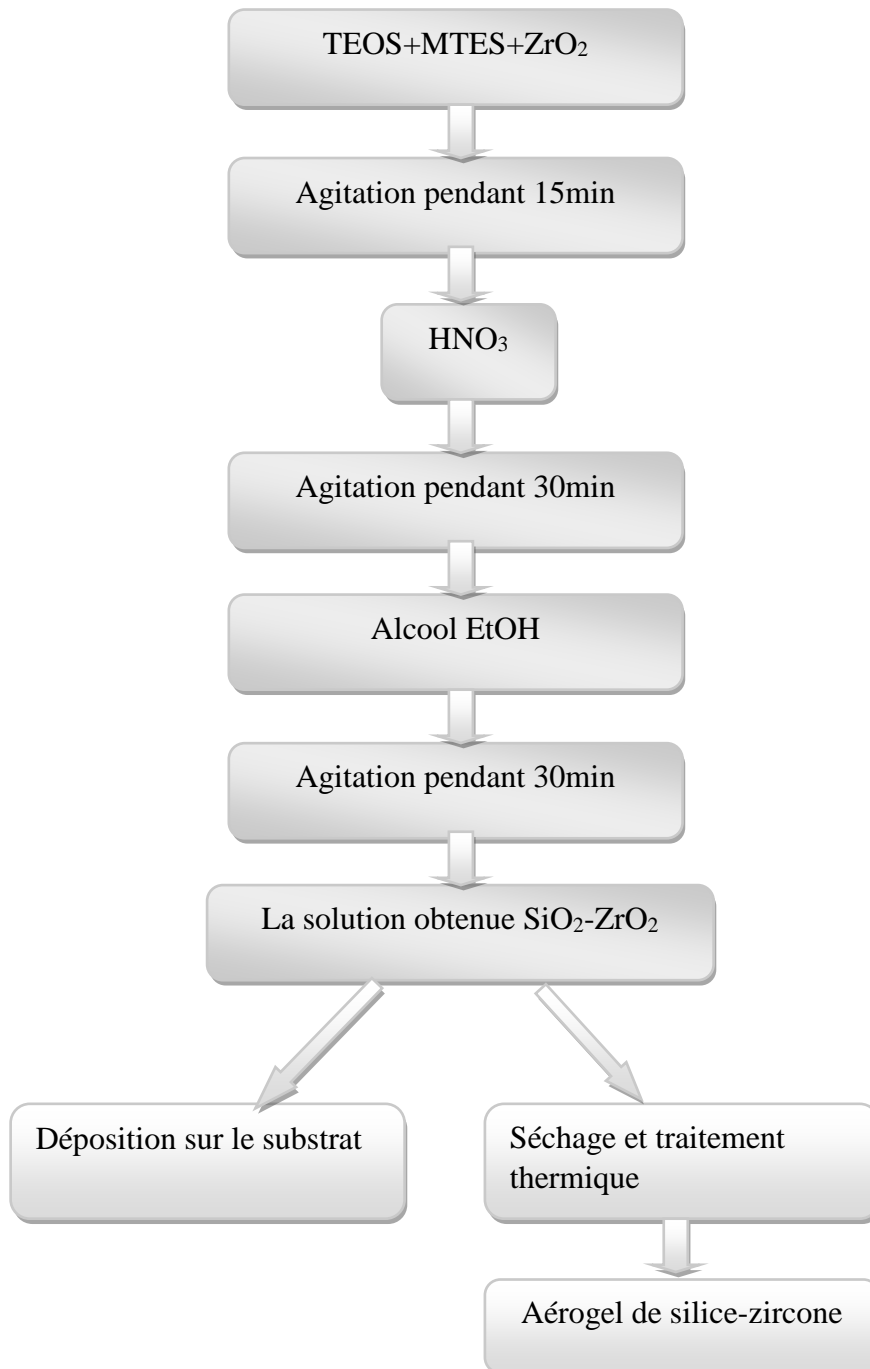 TEOS+MTES+ZrO₂
Agitation pendant 15min
HNO₃
Agitation pendant 30min
Alcool EtOH
Agitation pendant 30min
La solution obtenue SiO₂-ZrO₂
Déposition sur le substrat
Séchage et traitement
thermique
Aérogel de silice-zircone